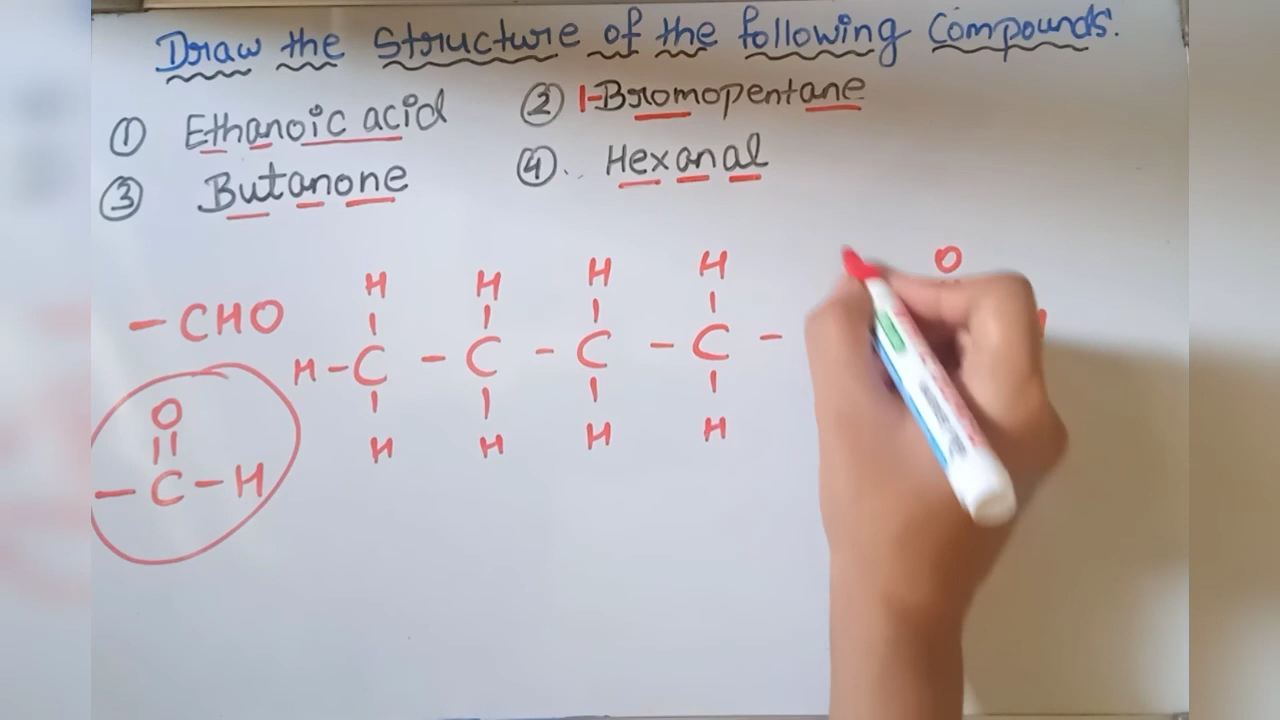 Draw the Structure of the following Compounds.
① Ethanoic acid ② 1-Bromopentane
③ Butanone ④. Hexanal
H H H H O
- CHO
H - C - C - C - C -
H H H H
O
||
- C - H